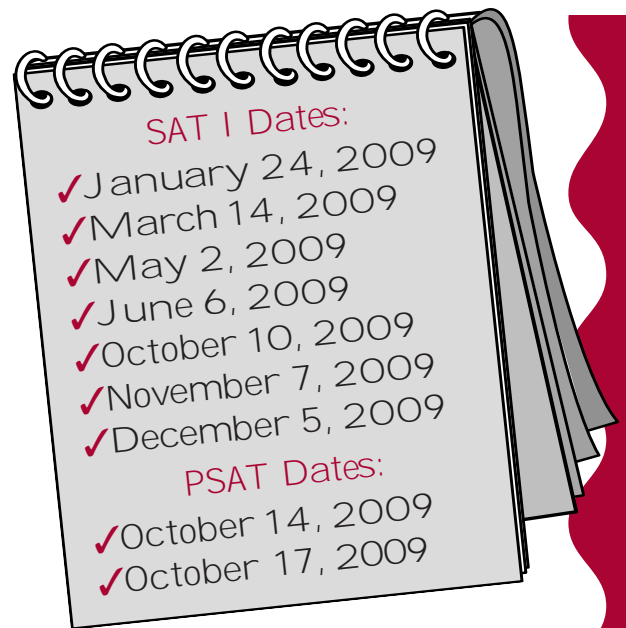 SAT I Dates:
✓January 24, 2009
✓March 14, 2009
✓May 2, 2009
✓June 6, 2009
✓October 10, 2009
✓November 7, 2009
✓December 5, 2009
PSAT Dates:
✓October 14, 2009
✓October 17, 2009